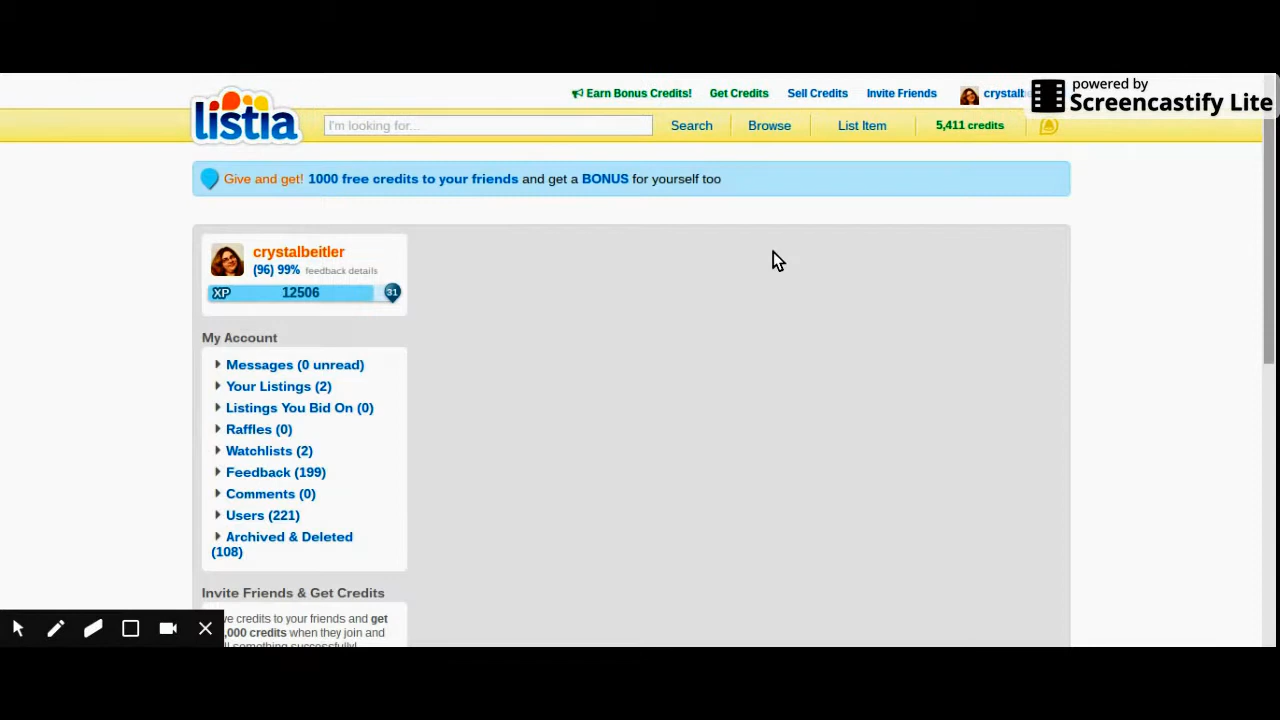 powered by
Screencastify Lite
Earn Bonus Credits! Get Credits Sell Credits Invite Friends crystalb
listia
I'm looking for... Search Browse List Item 5,411 credits
Give and get! 1000 free credits to your friends and get a BONUS for yourself too
crystalbeitler
(96) 99% feedback details
XP 12506 31
My Account
Messages (0 unread)
Your Listings (2)
Listings You Bid On (0)
Raffles (0)
Watchlists (2)
Feedback (199)
Comments (0)
Users (221)
Archived & Deleted
(108)
Invite Friends & Get Credits
credits to your friends and get
,000 credits when they join and
something successfully!